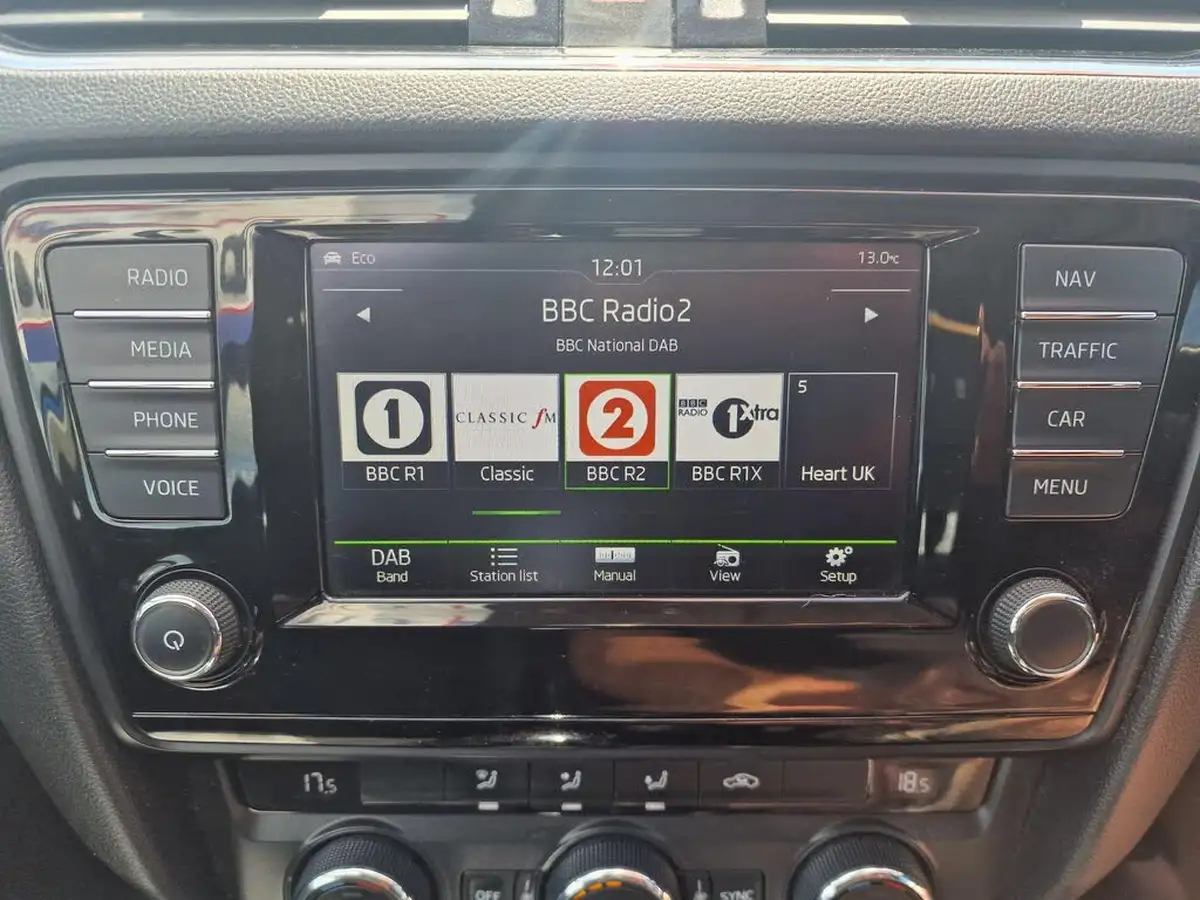 RADIO
MEDIA
PHONE
VOICE
Eco
12:01
13.0°C
BBC Radio2
BBC National DAB
1
BBC R1
CLASSIC fM
Classic
2
BBC R2
BBC
RADIO
1Xtra
BBC R1X
5
Heart UK
DAB
Band
Station list
Manual
View
Setup
NAV
TRAFFIC
CAR
MENU
17.5
18.5
OFF
SYNC